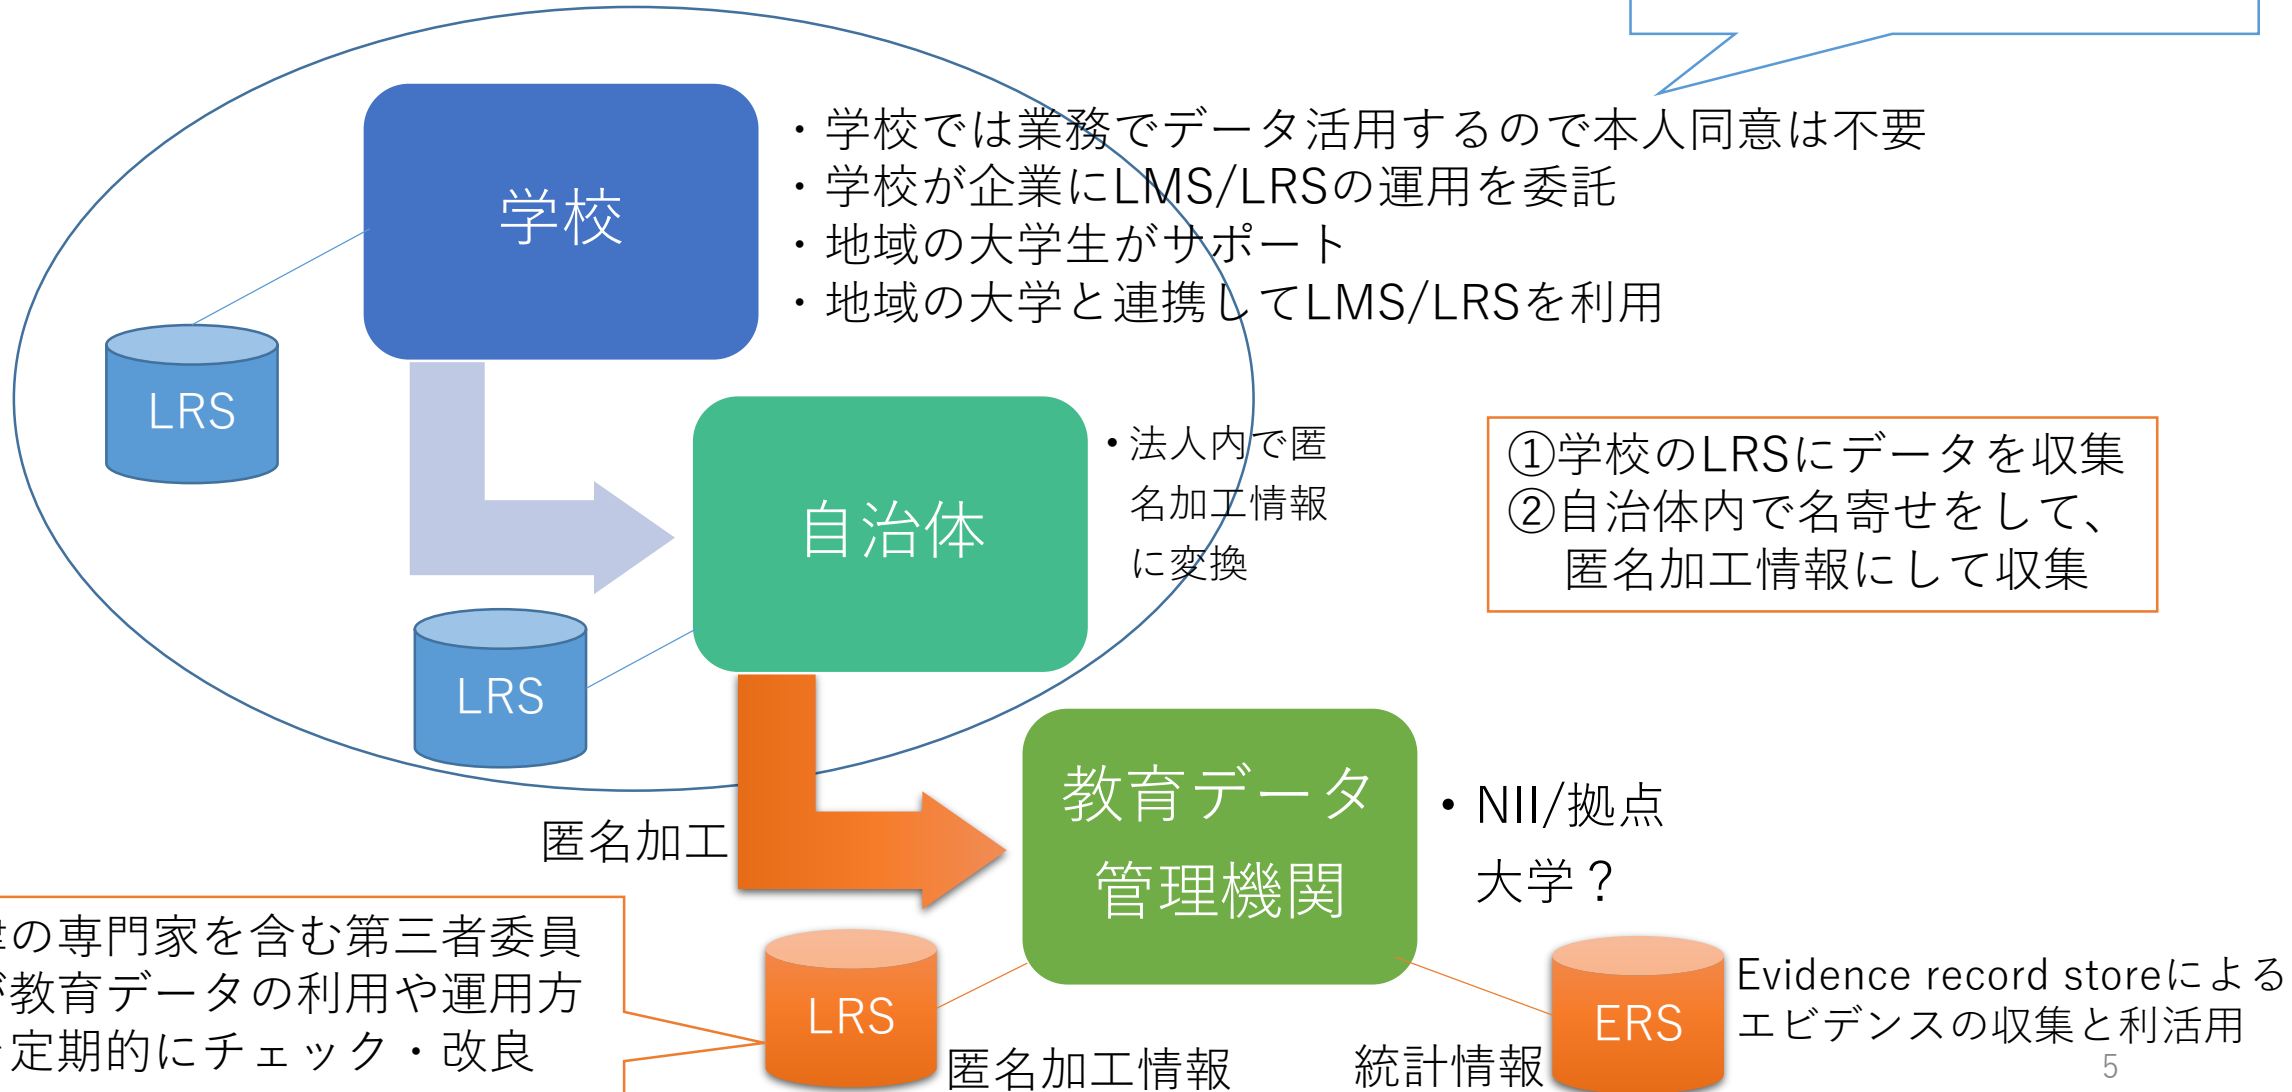 学校
・学校では業務でデータ活用するので本人同意は不要
・学校が企業にLMS/LRSの運用を委託
・地域の大学生がサポート
・地域の大学と連携してLMS/LRSを利用
LRS
自治体
・法人内で匿
名加工情報
に変換
①学校のLRSにデータを収集
②自治体内で名寄せをして、
匿名加工情報にして収集
LRS
匿名加工
教育データ
管理機関
・NII/拠点
大学？
の専門家を含む第三者委員
教育データの利用や運用方
定期的にチェック・改良
LRS
匿名加工情報
統計情報
ERS
Evidence record storeによる
エビデンスの収集と利活用
5